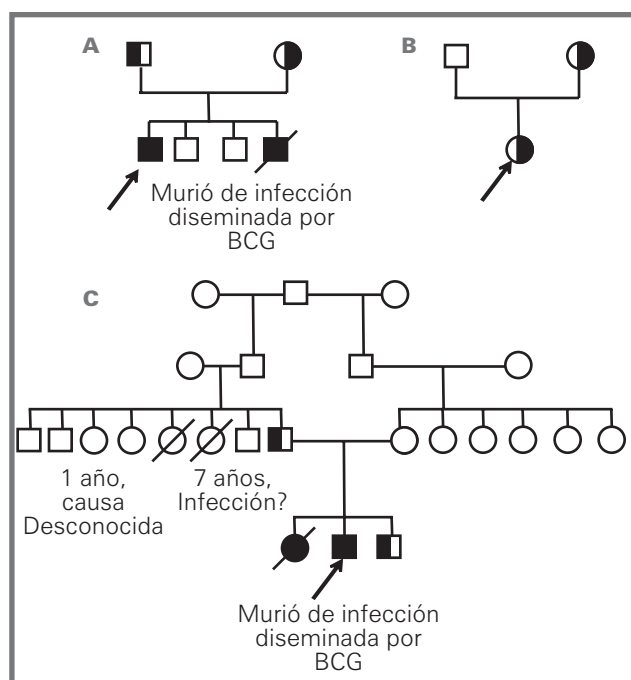 A
B
Murió de infección
diseminada por
BCG
C
1 año,
causa
Desconocida
7 años,
Infección?
Murió de infección
diseminada por
BCG